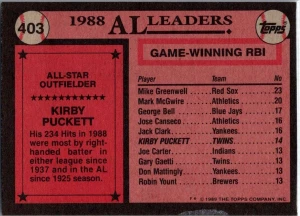 403
1988 AL LEADERS
Topps
GAME-WINNING RBI
ALL-STAR
OUTFIELDER
KIRBY
PUCKETT
His 234 Hits in 1988
were most by right-
handed batter in
either league since
1937 and in the AL
since 1925 season.
Player Team No.
Mike Greenwell Red Sox 23
Mark McGwire Athletics 20
George Bell Blue Jays 17
Jose Canseco Athletics 16
Jack Clark Yankees 16
KIRBY PUCKETT TWINS 14
Joe Carter Indians 13
Gary Gaetti Twins 13
Don Mattingly Yankees 13
Robin Yount Brewers 13
© 1989 THE TOPPS COMPANY, INC.